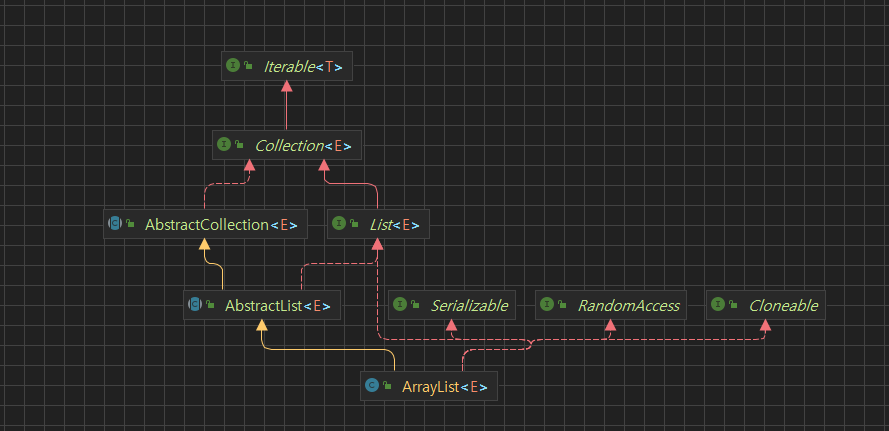 Iterable<T>
Collection<E>
AbstractCollection<E>
List<E>
AbstractList<E>
Serializable
RandomAccess
Cloneable
ArrayList<E>